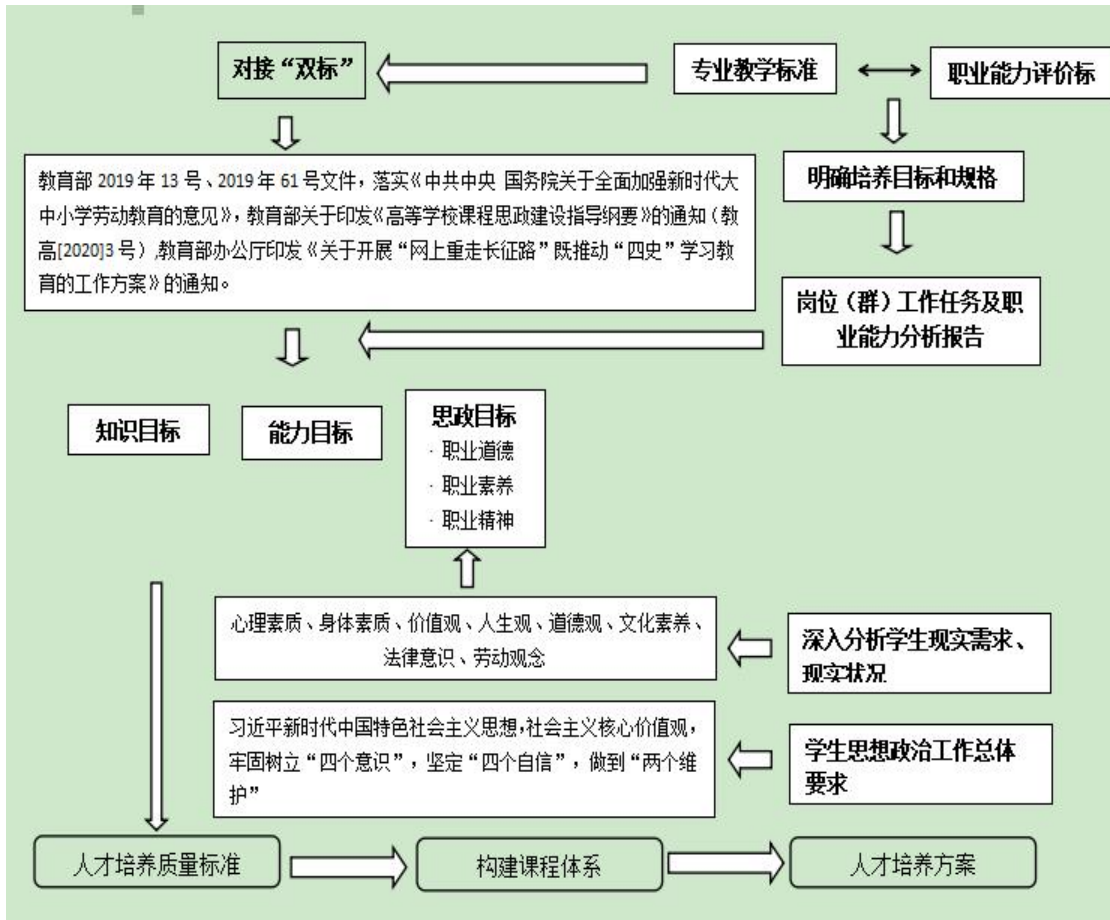 对接“双标”
专业教学标准
职业能力评价标
教育部 2019 年 13 号、2019 年 61 号文件，落实《中共中央 国务院关于全面加强新时代大
中小学劳动教育的意见》，教育部关于印发《高等学校课程思政建设指导纲要》的通知（教
高[2020]3 号）,教育部办公厅印发《关于开展“网上重走长征路”既推动“四史”学习教
育的工作方案》的通知。
明确培养目标和规格
岗位（群）工作任务及职
业能力分析报告
知识目标
能力目标
思政目标
· 职业道德
· 职业素养
· 职业精神
心理素质、身体素质、价值观、人生观、道德观、文化素养、
法律意识、劳动观念
深入分析学生现实需求、
现实状况
习近平新时代中国特色社会主义思想，社会主义核心价值观，
牢固树立“四个意识”，坚定“四个自信”，做到“两个维
护”
学生思想政治工作总体
要求
人才培养质量标准
构建课程体系
人才培养方案